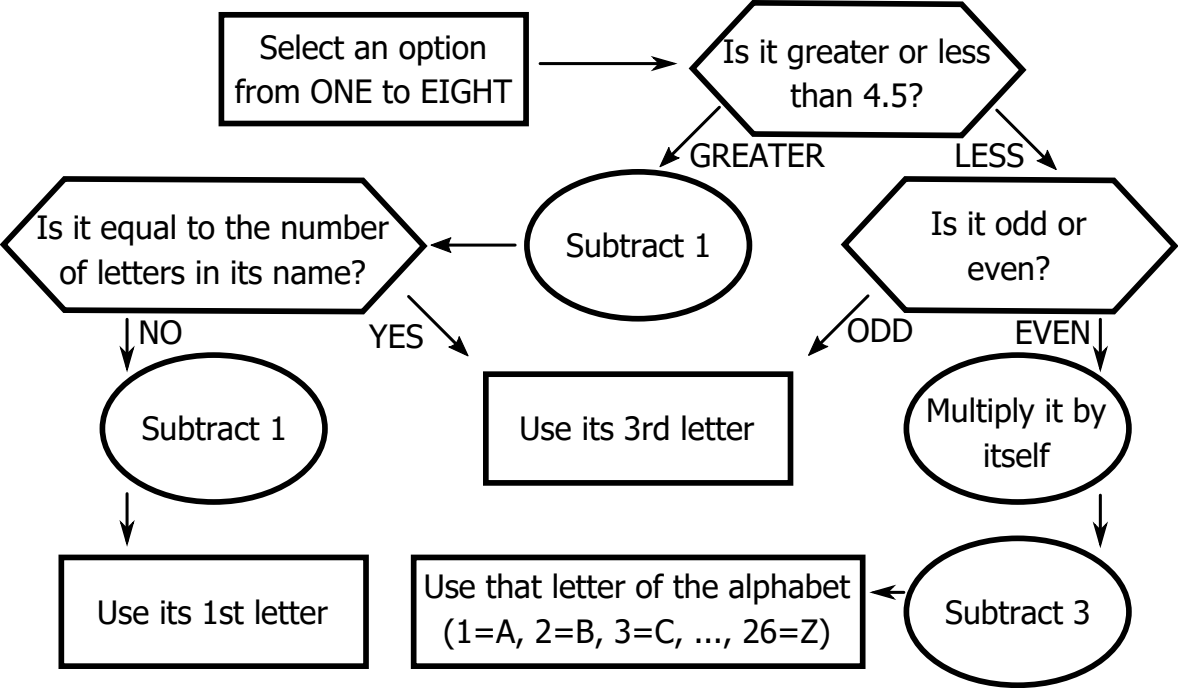 Select an option
from ONE to EIGHT
Is it greater or less
than 4.5?
GREATER
LESS
Is it equal to the number
of letters in its name?
Subtract 1
Is it odd or
even?
NO
YES
ODD
EVEN
Subtract 1
Use its 3rd letter
Multiply it by
itself
Use its 1st letter
Use that letter of the alphabet
(1=A, 2=B, 3=C, ..., 26=Z)
Subtract 3